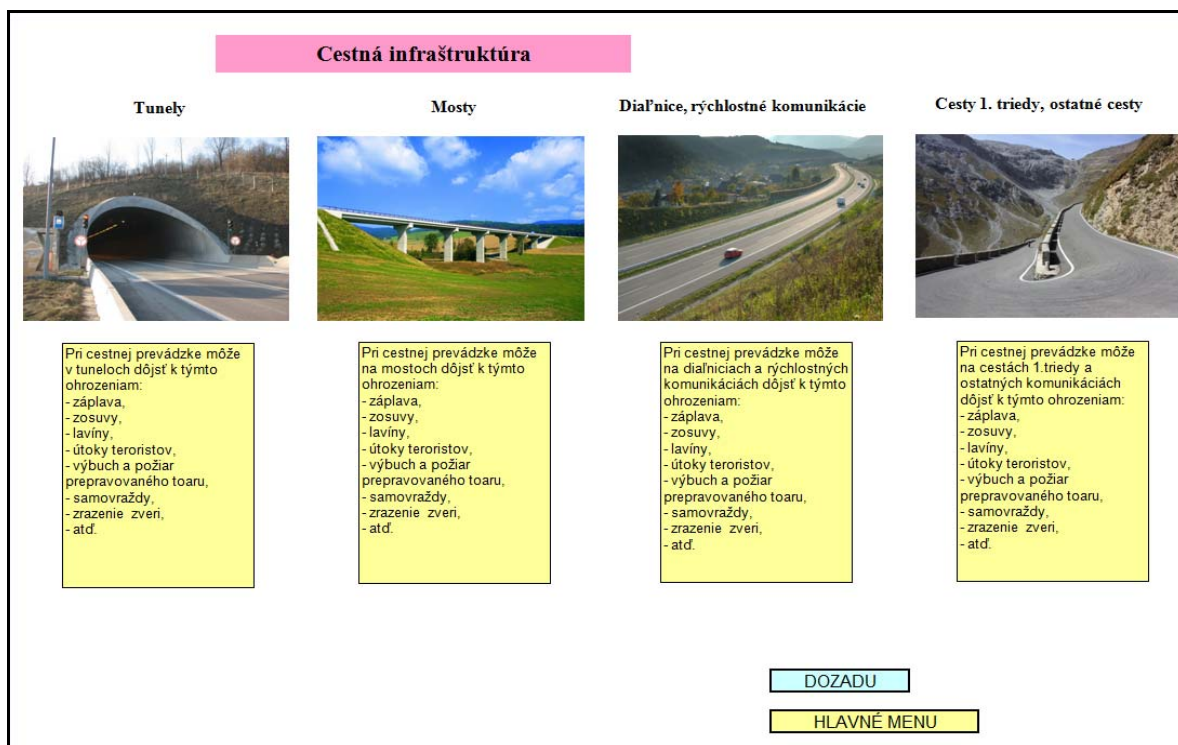 Cestná infraštruktúra
Tunely
Mosty
Diaľnice, rýchlostné komunikácie
Cesty 1. triedy, ostatné cesty
Pri cestnej prevádzke môže
v tuneloch dôjsť k týmto
ohrozeniam:
- záplava,
- zosuvy,
- lavíny,
- útoky teroristov,
- výbuch a požiar
prepravovaného toaru,
- samovraždy,
- zrazenie zveri,
- atď.
Pri cestnej prevádzke môže
na mostoch dôjsť k týmto
ohrozeniam:
- záplava,
- zosuvy,
- lavíny,
- útoky teroristov,
- výbuch a požiar
prepravovaného toaru,
- samovraždy,
- zrazenie zveri,
- atď.
Pri cestnej prevádzke môže
na diaľniciach a rýchlostných
komunikáciách dôjsť k týmto
ohrozeniam:
- záplava,
- zosuvy,
- lavíny,
- útoky teroristov,
- výbuch a požiar
prepravovaného toaru,
- samovraždy,
- zrazenie zveri,
- atď.
Pri cestnej prevádzke môže
na cestách 1.triedy a
ostatných komunikáciách
dôjsť k týmto ohrozeniam:
- záplava,
- zosuvy,
- lavíny,
- útoky teroristov,
- výbuch a požiar
prepravovaného toaru,
- samovraždy,
- zrazenie zveri,
- atď.
DOZADU
HLAVNÉ MENU